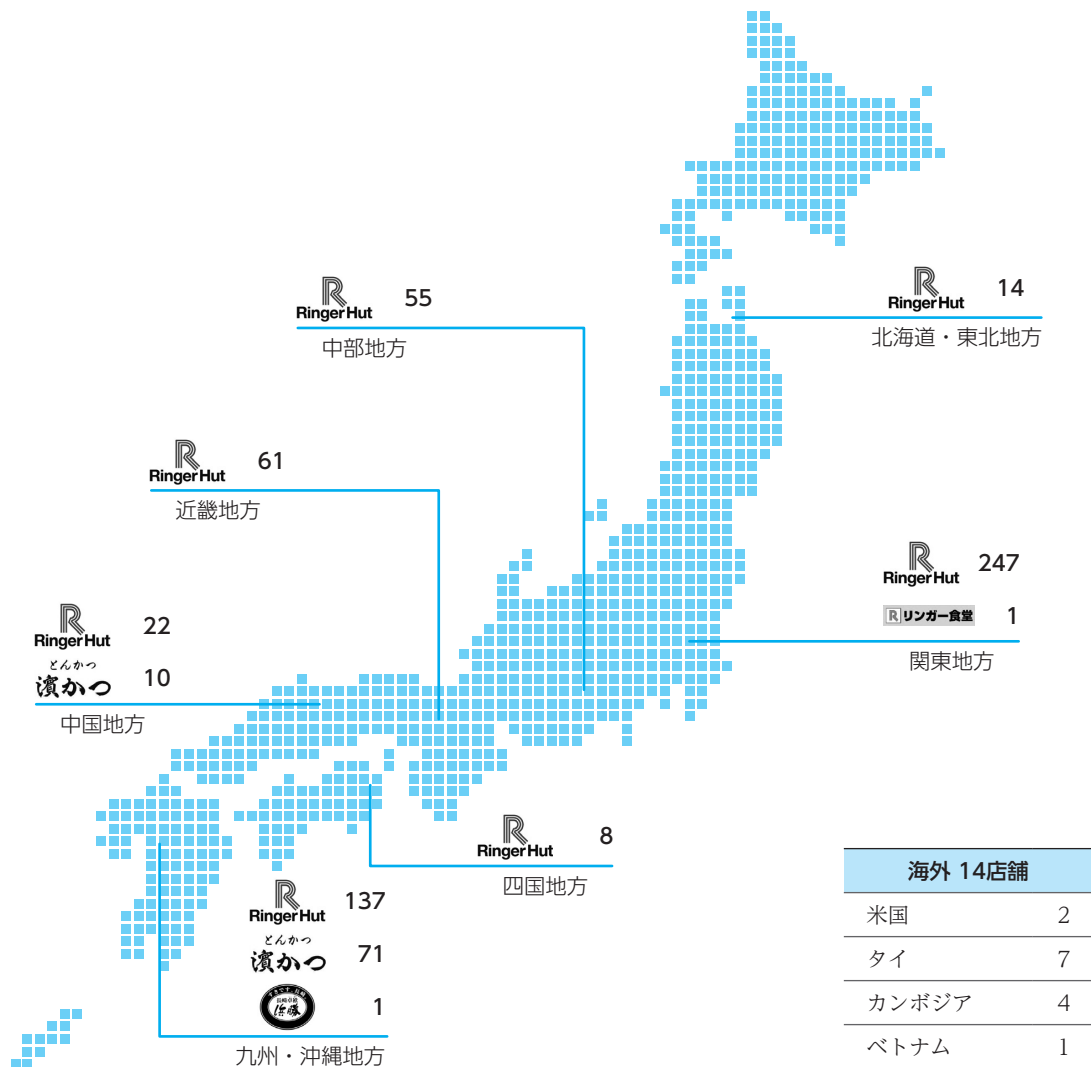 Ringer Hut 14
北海道・東北地方
Ringer Hut 55
中部地方
Ringer Hut 61
近畿地方
Ringer Hut 247
R リンガー食堂 1
関東地方
Ringer Hut 22
とんかつ
濱かつ 10
中国地方
Ringer Hut 8
四国地方
Ringer Hut 137
とんかつ
濱かつ 71
浜勝 1
九州・沖縄地方
海外 14店舗
米国 2
タイ 7
カンボジア 4
ベトナム 1